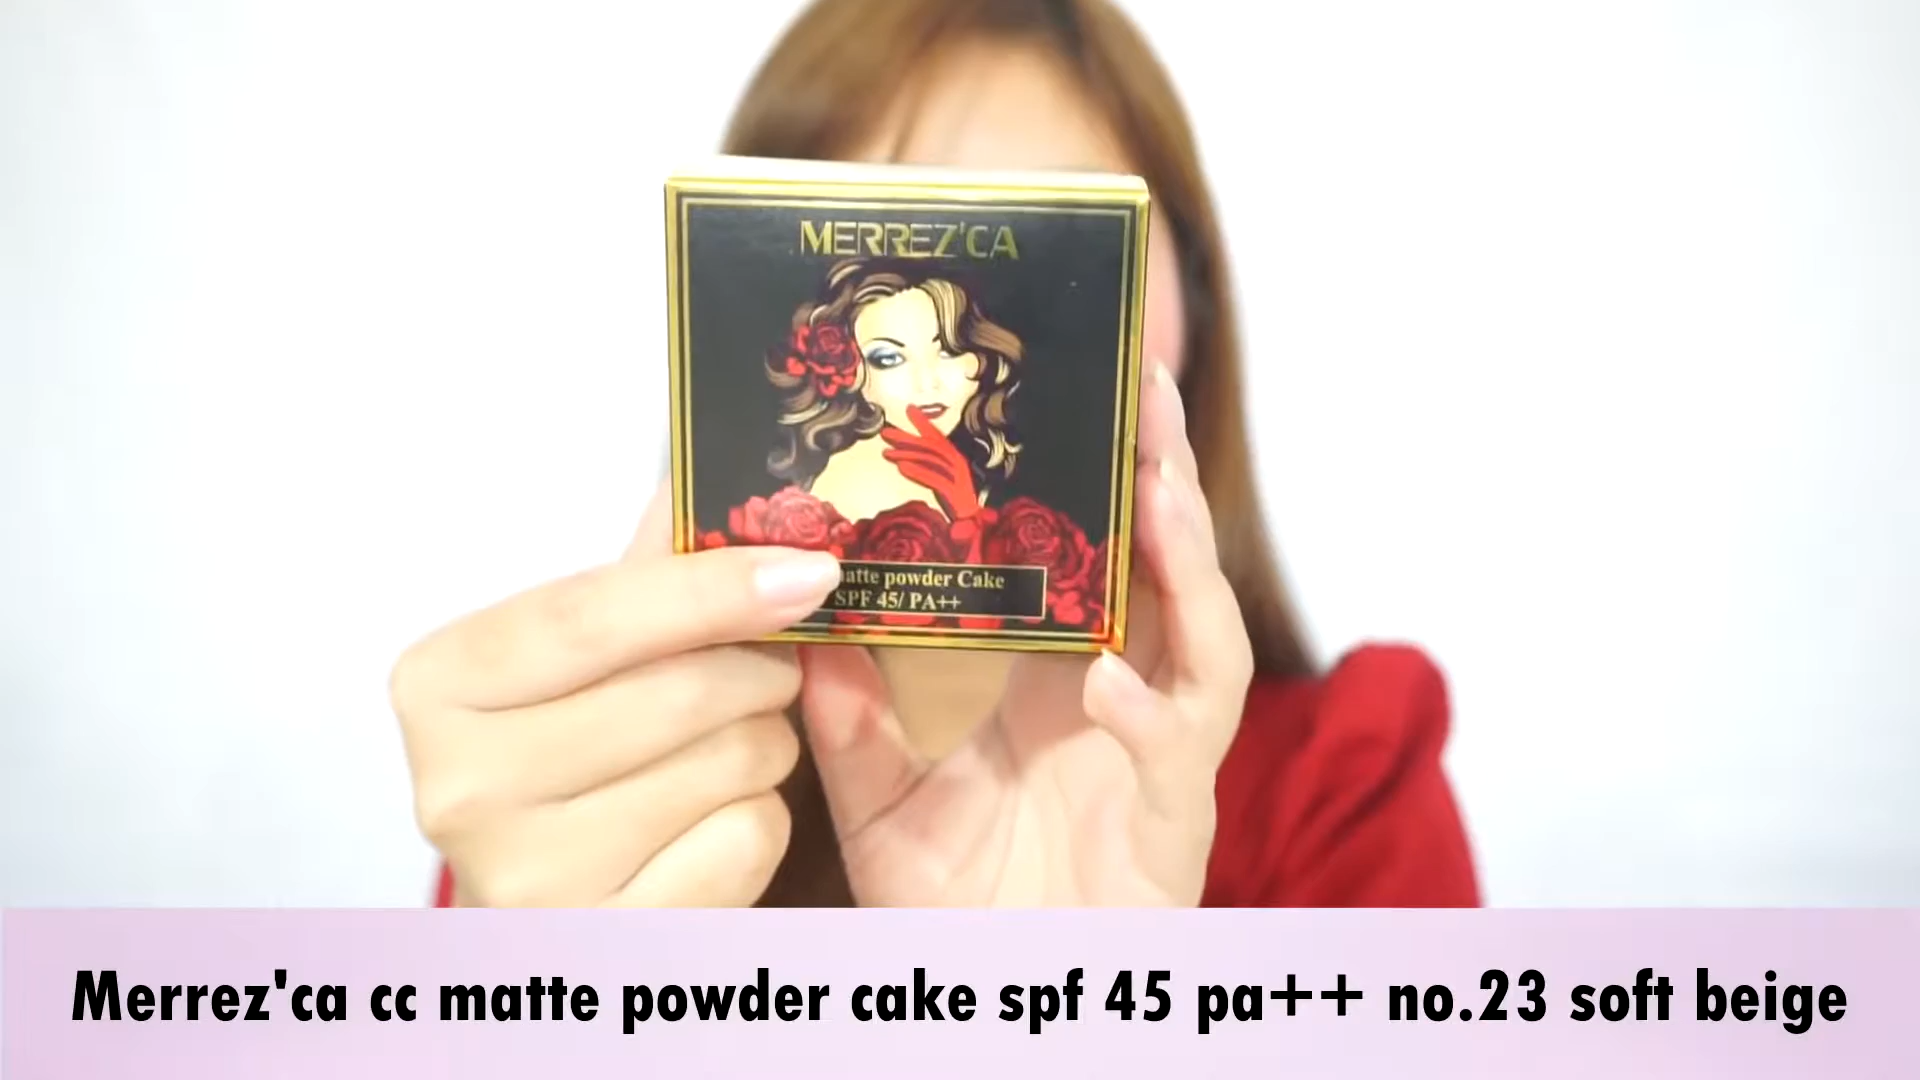 MERREZ'CA
powder Cake
SPF 45/ PA++
Merrez'ca cc matte powder cake spf 45 pa++ no.23 soft beige